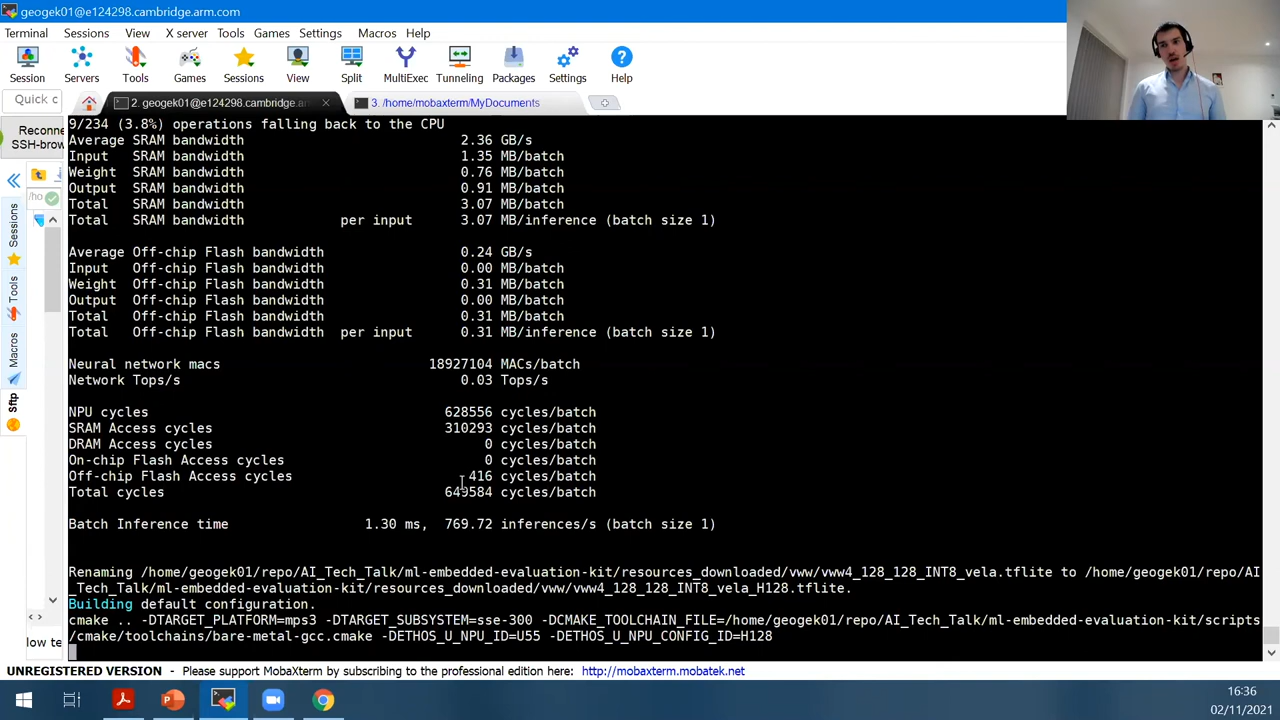 geogek01@e124298.cambridge.arm.com
Terminal Sessions View X server Tools Games Settings Macros Help
Session Servers Tools Games Sessions View Split MultiExec Tunneling Packages Settings Help
Quick c
2. geogek01@e124298.cambridge.ar
3. /home/mobaxterm/MyDocuments
Reconne
SSH-brow
/ho
Sessions
Tools
Macros
Sftp
low te
9/234 (3.8%) operations falling back to the CPU
Average SRAM bandwidth 2.36 GB/s
Input SRAM bandwidth 1.35 MB/batch
Weight SRAM bandwidth 0.76 MB/batch
Output SRAM bandwidth 0.91 MB/batch
Total SRAM bandwidth 3.07 MB/batch
Total SRAM bandwidth per input 3.07 MB/inference (batch size 1)
Average Off-chip Flash bandwidth 0.24 GB/s
Input Off-chip Flash bandwidth 0.00 MB/batch
Weight Off-chip Flash bandwidth 0.31 MB/batch
Output Off-chip Flash bandwidth 0.00 MB/batch
Total Off-chip Flash bandwidth 0.31 MB/batch
Total Off-chip Flash bandwidth per input 0.31 MB/inference (batch size 1)
Neural network macs 18927104 MACs/batch
Network Tops/s 0.03 Tops/s
NPU cycles 628556 cycles/batch
SRAM Access cycles 310293 cycles/batch
DRAM Access cycles 0 cycles/batch
On-chip Flash Access cycles 0 cycles/batch
Off-chip Flash Access cycles 416 cycles/batch
Total cycles 649584 cycles/batch
Batch Inference time 1.30 ms, 769.72 inferences/s (batch size 1)
Renaming /home/geogek01/repo/AI_Tech_Talk/ml-embedded-evaluation-kit/resources_downloaded/vww/vww4_128_128_INT8_vela.tflite to /home/geogek01/repo/AI
_Tech_Talk/ml-embedded-evaluation-kit/resources_downloaded/vww/vww4_128_128_INT8_vela_H128.tflite.
Building default configuration.
cmake .. -DTARGET_PLATFORM=mps3 -DTARGET_SUBSYSTEM=sse-300 -DCMAKE_TOOLCHAIN_FILE=/home/geogek01/repo/AI_Tech_Talk/ml-embedded-evaluation-kit/scripts
/cmake/toolchains/bare-metal-gcc.cmake -DETHOS_U_NPU_ID=U55 -DETHOS_U_NPU_CONFIG_ID=H128
UNREGISTERED VERSION - Please support MobaXterm by subscribing to the professional edition here: http://mobaxterm.mobatek.net
16:36
02/11/2021